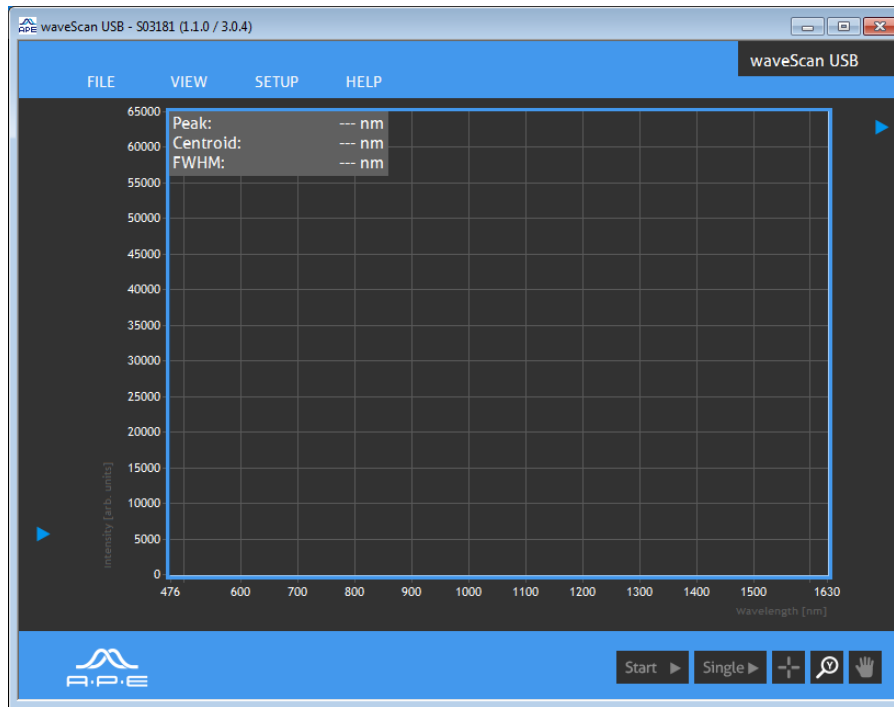 APE waveScan USB - S03181 (1.1.0 / 3.0.4)
waveScan USB
FILE VIEW SETUP HELP
Peak: --- nm
Centroid: --- nm
FWHM: --- nm
65000
60000
55000
50000
45000
40000
35000
30000
25000
20000
15000
10000
5000
0
Intensity [arb. units]
476 600 700 800 900 1000 1100 1200 1300 1400 1500 1630
Wavelength [nm]
A·P·E
Start Single
Y